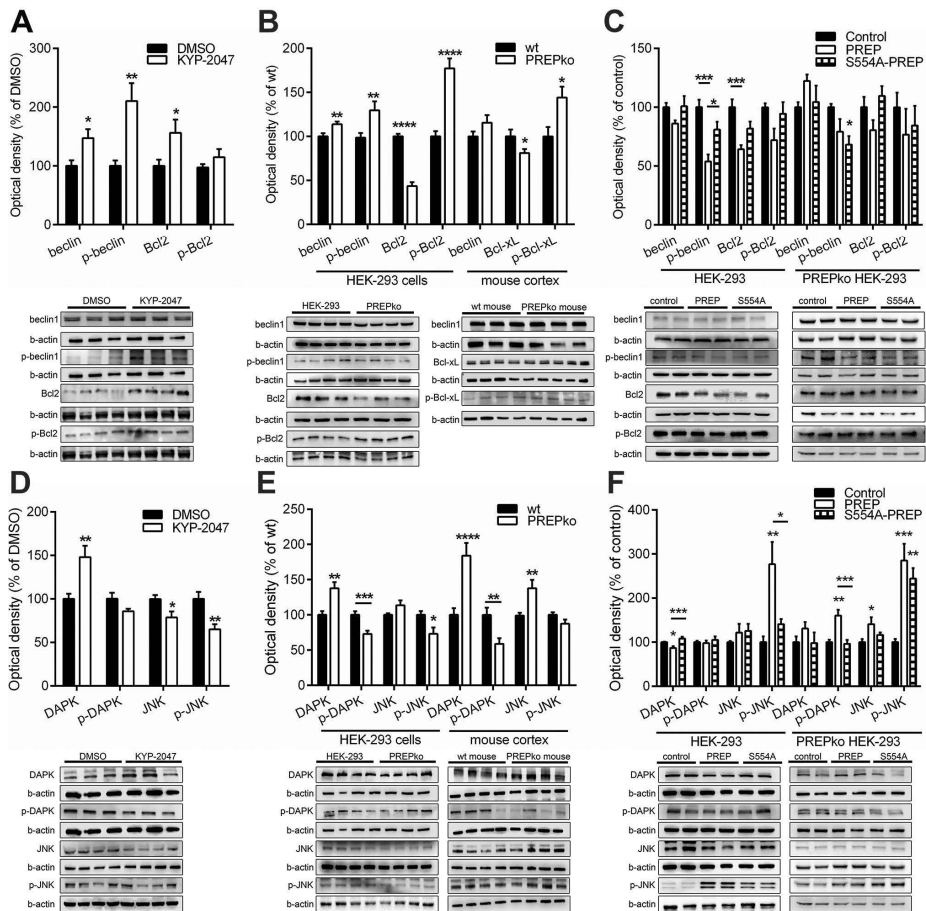 A
Optical density (% of DMSO)
300
200
100
0
DMSO
KYP-2047
*
**
*
beclin
p-beclin
Bcl2
p-Bcl2
DMSO
KYP-2047
beclin1
b-actin
p-beclin1
b-actin
Bcl2
b-actin
p-Bcl2
b-actin
B
Optical density (% of wt)
200
150
100
50
0
wt
PREPko
**
**
****
****
*
*
beclin
p-beclin
Bcl2
p-Bcl2
beclin
Bcl-xL
p-Bcl-xL
HEK-293 cells
mouse cortex
HEK-293
PREPko
beclin1
b-actin
p-beclin1
b-actin
Bcl2
b-actin
p-Bcl2
b-actin
wt mouse
PREPko mouse
beclin1
b-actin
Bcl-xL
b-actin
p-Bcl-xL
b-actin
C
Optical density (% of control)
150
100
50
0
Control
PREP
S554A-PREP
***
*
***
*
beclin
p-beclin
Bcl2
p-Bcl2
beclin
p-beclin
Bcl2
p-Bcl2
HEK-293
PREPko HEK-293
control
PREP
S554A
control
PREP
S554A
beclin1
b-actin
p-beclin1
b-actin
Bcl2
b-actin
p-Bcl2
b-actin
D
Optical density (% of DMSO)
200
150
100
50
0
DMSO
KYP-2047
**
*
**
DAPK
p-DAPK
JNK
p-JNK
DMSO
KYP-2047
DAPK
b-actin
p-DAPK
b-actin
JNK
b-actin
p-JNK
b-actin
E
Optical density (% of wt)
250
200
150
100
50
0
wt
PREPko
**
***
*
****
**
**
DAPK
p-DAPK
JNK
p-JNK
DAPK
p-DAPK
JNK
p-JNK
HEK-293 cells
mouse cortex
HEK-293
PREPko
wt mouse
PREPko mouse
DAPK
b-actin
p-DAPK
b-actin
JNK
b-actin
p-JNK
b-actin
F
Optical density (% of control)
400
300
200
100
0
Control
PREP
S554A-PREP
*
***
**
*
**
***
*
***
**
DAPK
p-DAPK
JNK
p-JNK
DAPK
p-DAPK
JNK
p-JNK
HEK-293
PREPko HEK-293
control
PREP
S554A
control
PREP
S554A
DAPK
b-actin
p-DAPK
b-actin
JNK
b-actin
p-JNK
b-actin